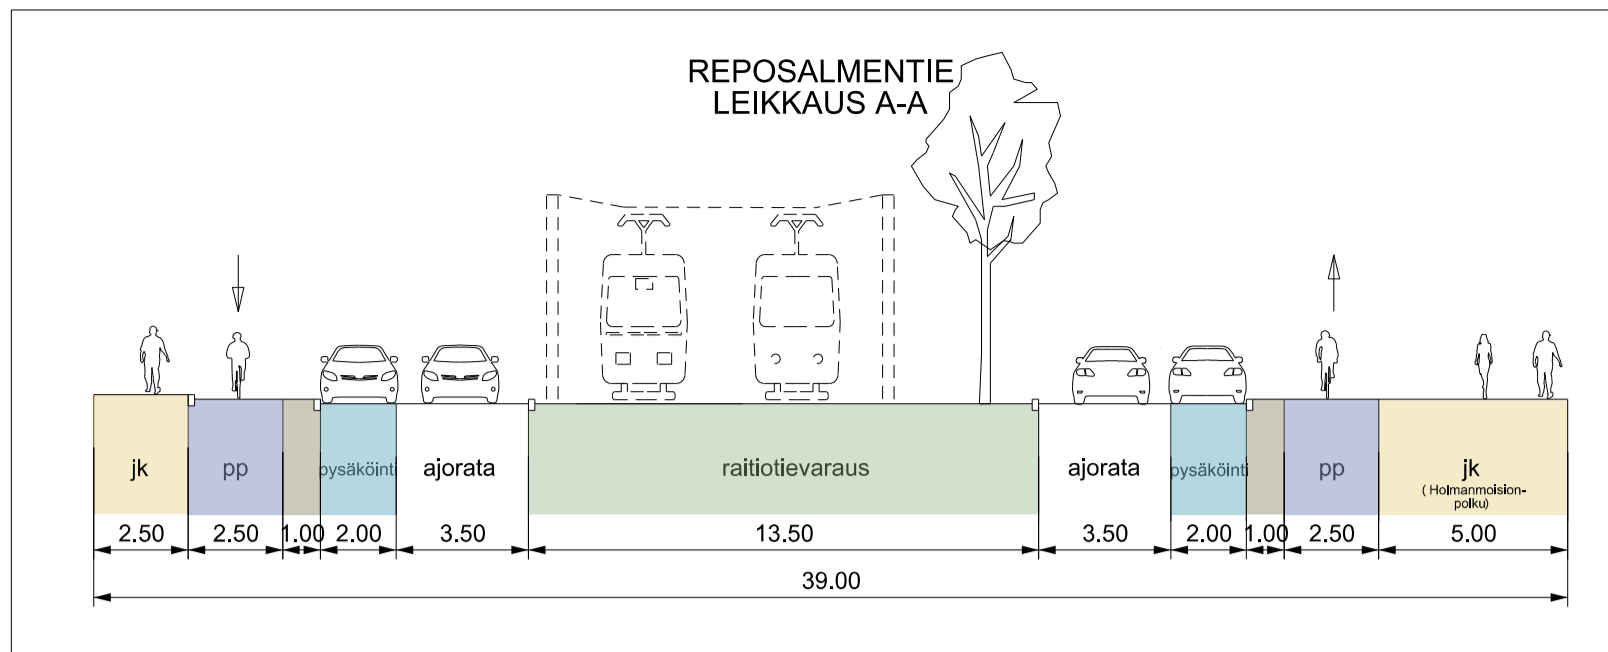 REPOSALMENTIE
LEIKKAUS A-A
jk
pp
pysäköinti
ajorata
raitiotievaraus
ajorata
pysäköinti
pp
jk
( Holmanmoision-
polku)
2.50
2.50
1.00
2.00
3.50
13.50
3.50
2.00
1.00
2.50
5.00
39.00